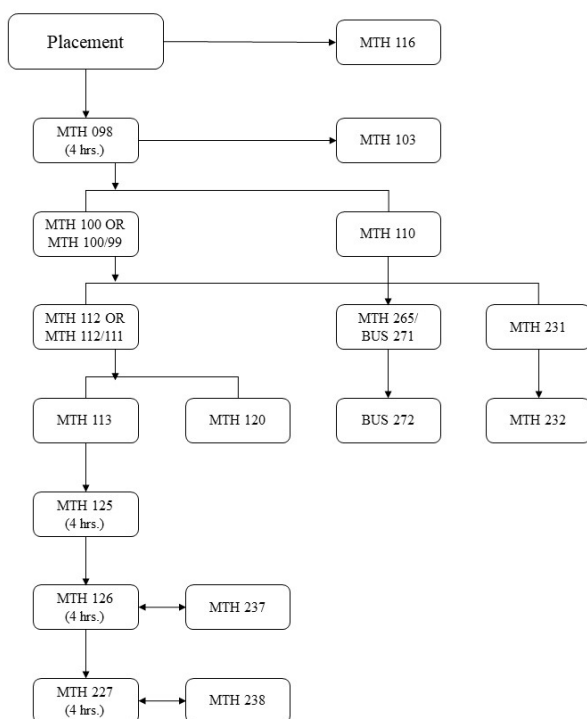 Placement
MTH 116
MTH 098
(4 hrs.)
MTH 103
MTH 100 OR
MTH 100/99
MTH 110
MTH 112 OR
MTH 112/111
MTH 265/
BUS 271
MTH 231
MTH 113
MTH 120
BUS 272
MTH 232
MTH 125
(4 hrs.)
MTH 126
(4 hrs.)
MTH 237
MTH 227
(4 hrs.)
MTH 238